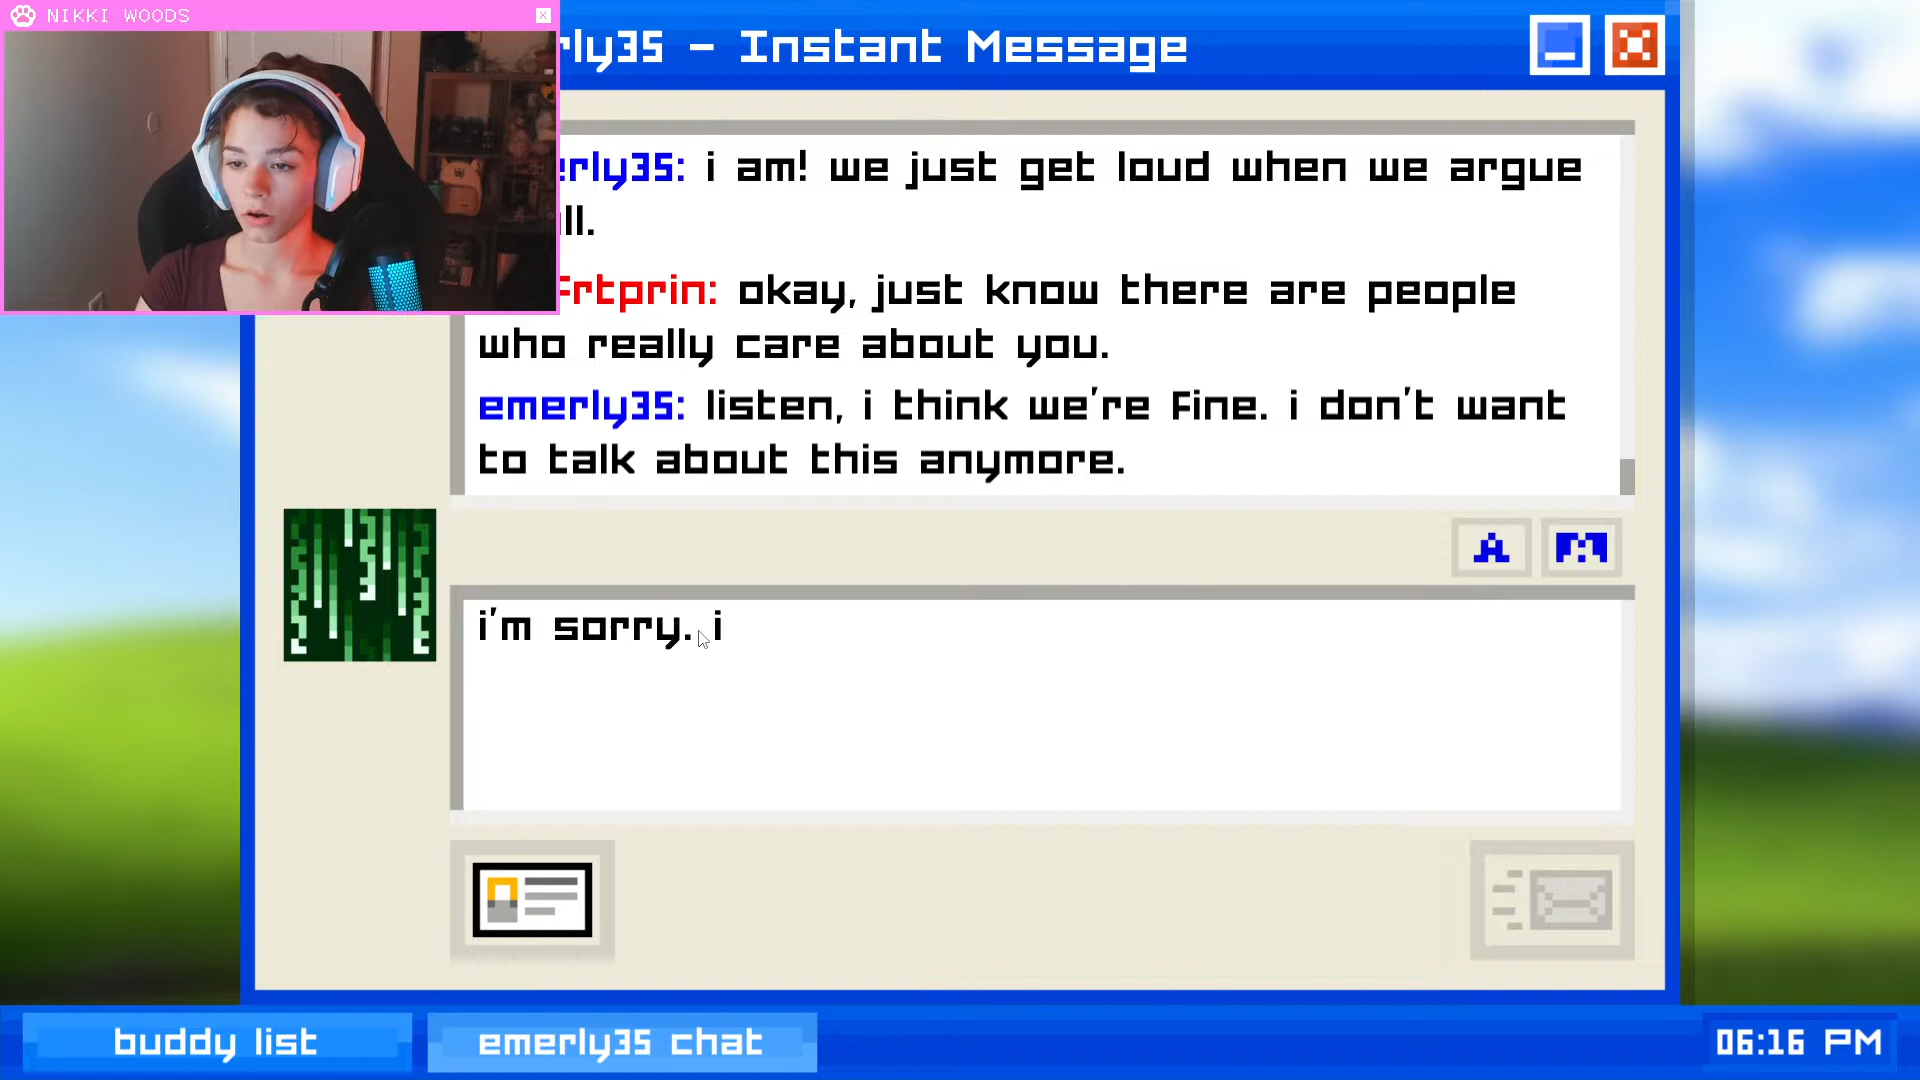 NIKKI WOODS
rly35 - Instant Message
erly35: i am! we just get loud when we argue
ll.
Frtprin: okay, just know there are people
who really care about you.
emerly35: listen, i think we're fine. i don't want
to talk about this anymore.
A
i'm sorry. i
buddy list
emerly35 chat
06:16 PM